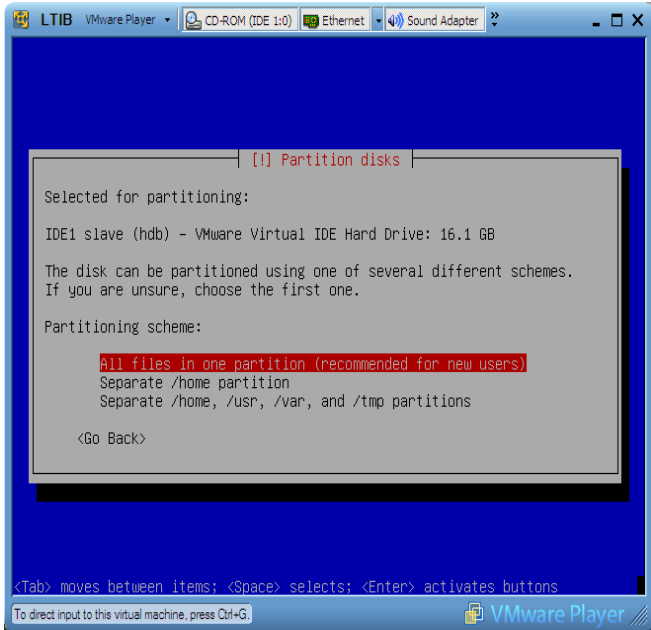 LTIB VMware Player CD-ROM (IDE 1:0) Ethernet Sound Adapter
[!] Partition disks
Selected for partitioning:
IDE1 slave (hdb) - VMware Virtual IDE Hard Drive: 16.1 GB
The disk can be partitioned using one of several different schemes.
If you are unsure, choose the first one.
Partitioning scheme:
All files in one partition (recommended for new users)
Separate /home partition
Separate /home, /usr, /var, and /tmp partitions
<Go Back>
<Tab> moves between items; <Space> selects; <Enter> activates buttons
To direct input to this virtual machine, press Ctrl+G.
VMware Player